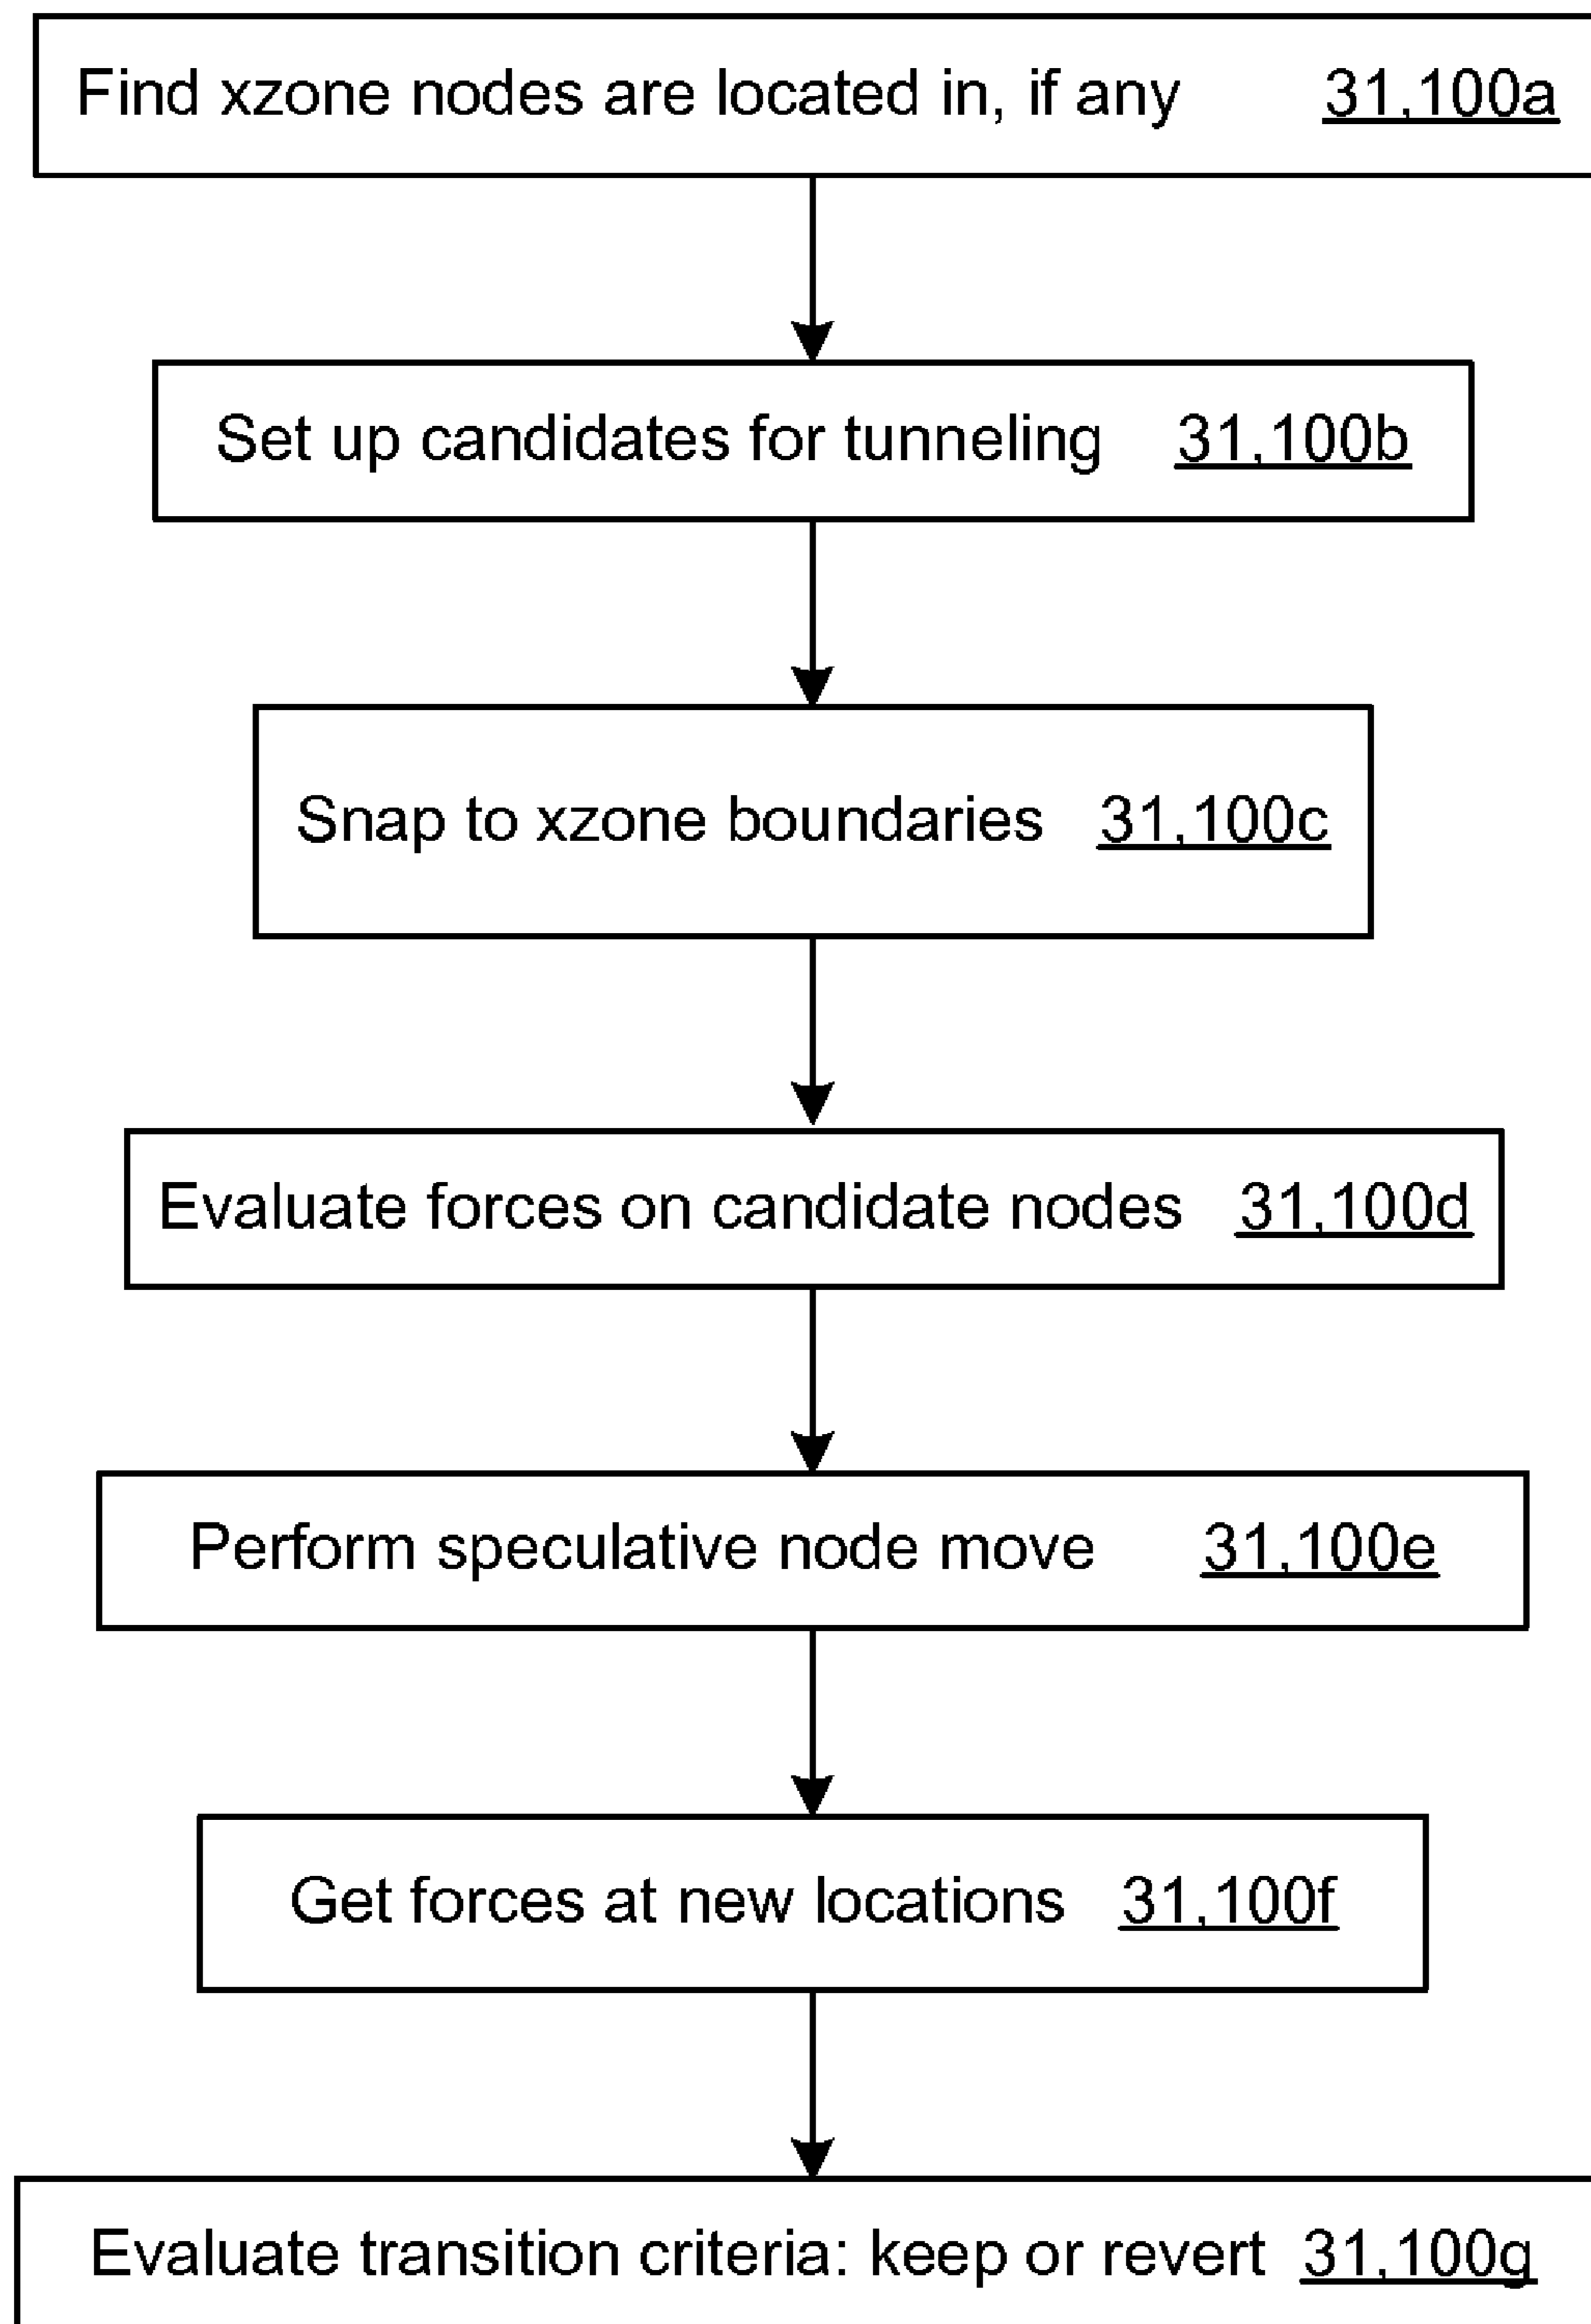 Find xzone nodes are located in, if any 31,100a
Set up candidates for tunneling 31,100b
Snap to xzone boundaries 31,100c
Evaluate forces on candidate nodes 31,100d
Perform speculative node move 31,100e
Get forces at new locations 31,100f
Evaluate transition criteria: keep or revert 31,100g